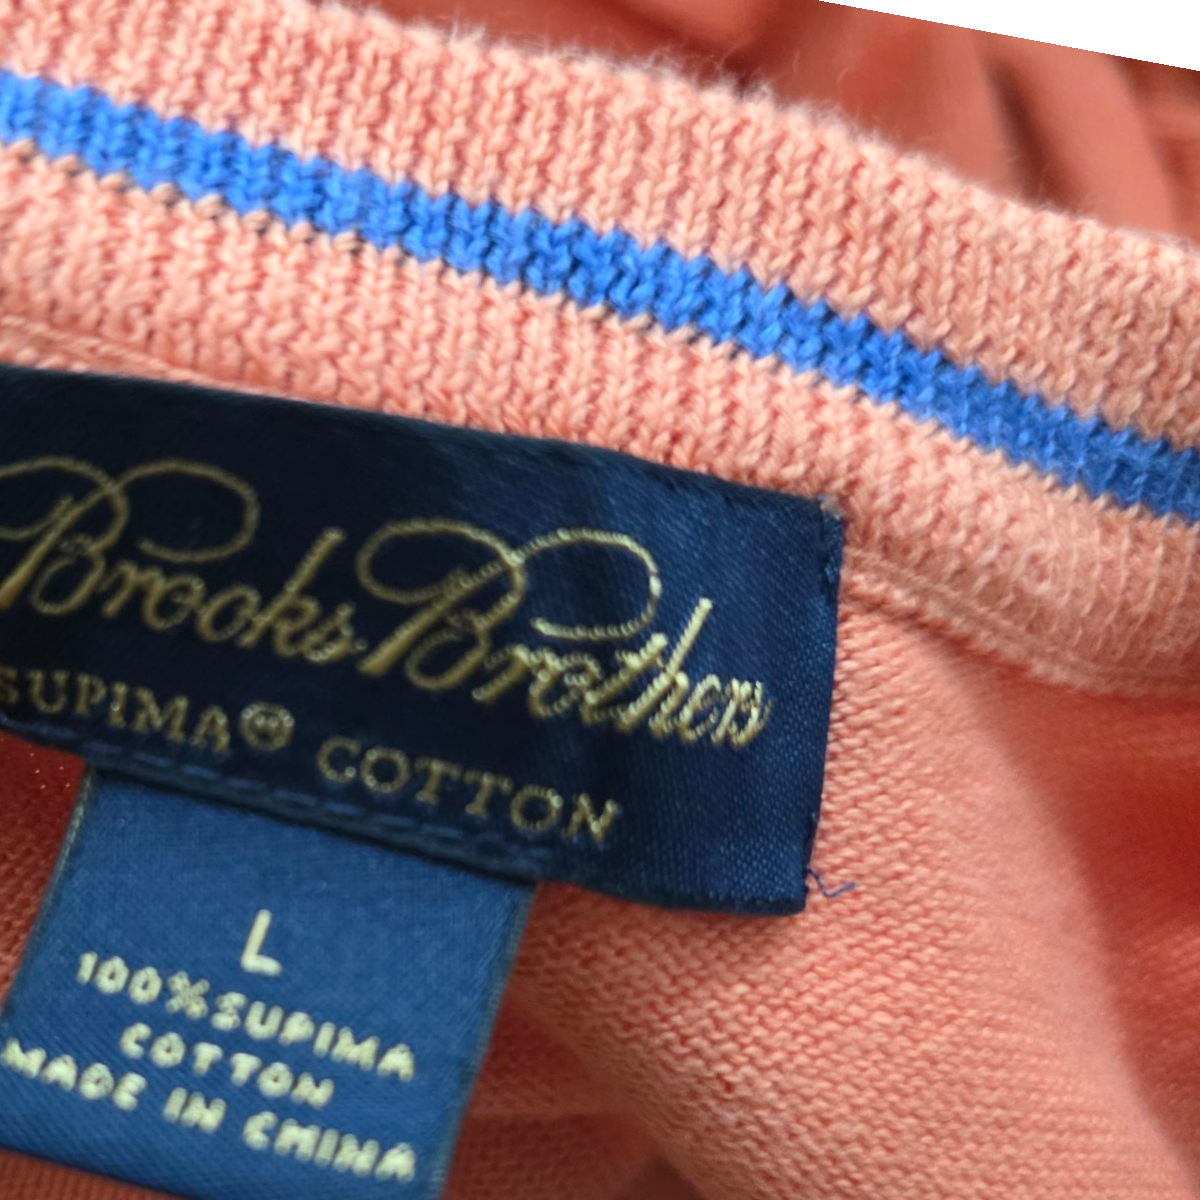 Brooks Brothers
SUPIMA® COTTON
L
100% SUPIMA
COTTON
MADE IN CHINA